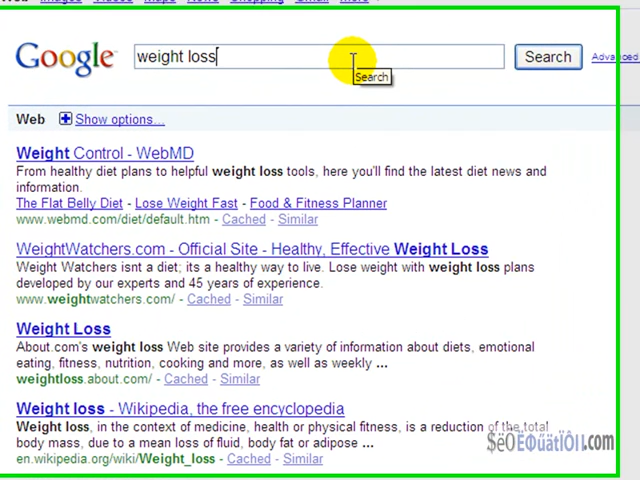 Web Images Videos Maps News Shopping Gmail more
Google weight loss Search Advanced
Search
Web Show options...
Weight Control - WebMD
From healthy diet plans to helpful weight loss tools, here you'll find the latest diet news and
information.
The Flat Belly Diet - Lose Weight Fast - Food & Fitness Planner
www.webmd.com/diet/default.htm - Cached - Similar
WeightWatchers.com - Official Site - Healthy, Effective Weight Loss
Weight Watchers isnt a diet; its a healthy way to live. Lose weight with weight loss plans
developed by our experts and 45 years of experience.
www.weightwatchers.com/ - Cached - Similar
Weight Loss
About.com's weight loss Web site provides a variety of information about diets, emotional
eating, fitness, nutrition, cooking and more, as well as weekly ...
weightloss.about.com/ - Cached - Similar
Weight loss - Wikipedia, the free encyclopedia
Weight loss, in the context of medicine, health or physical fitness, is a reduction of the total
body mass, due to a mean loss of fluid, body fat or adipose ...
en.wikipedia.org/wiki/Weight_loss - Cached - Similar